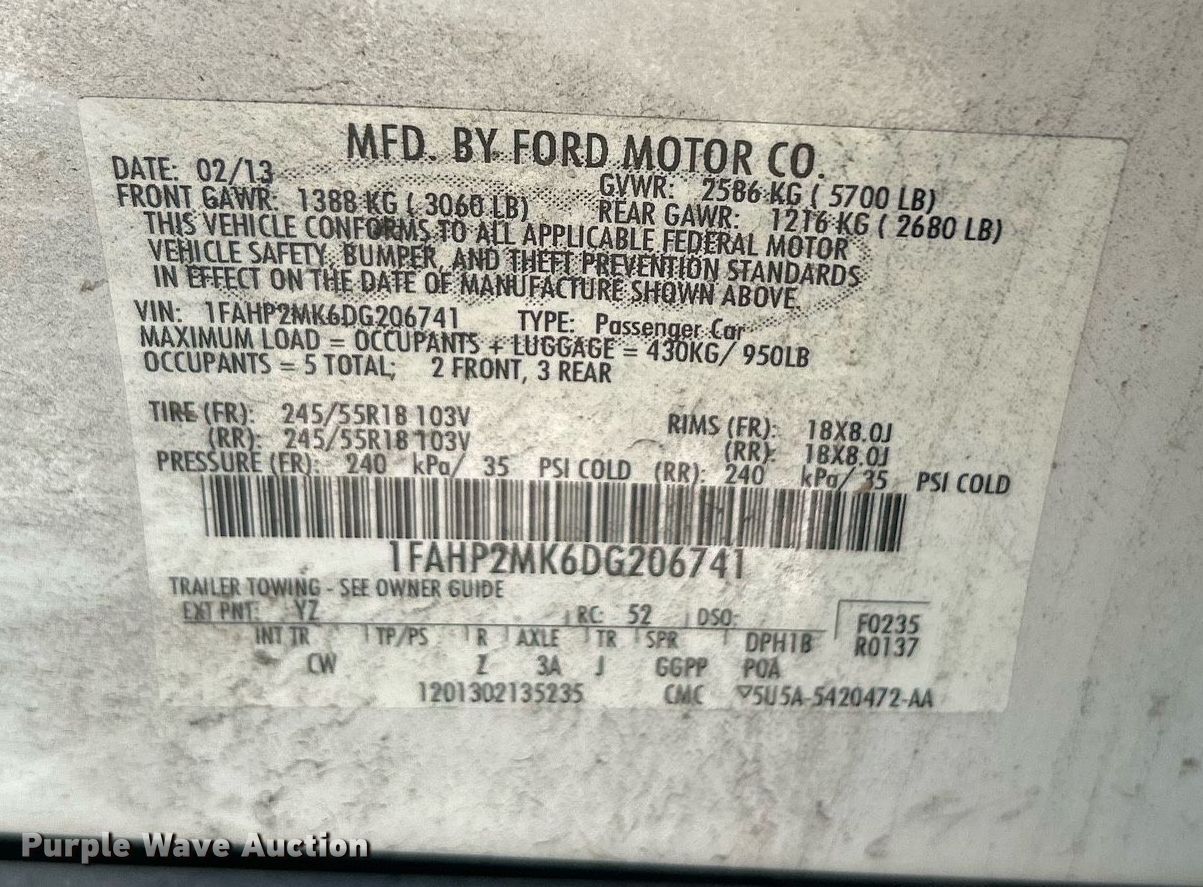 MFD. BY FORD MOTOR CO.
DATE: 02/13 GVWR: 2586 KG ( 5700 LB)
FRONT GAWR: 1388 KG ( 3060 LB) REAR GAWR: 1216 KG ( 2680 LB)
THIS VEHICLE CONFORMS TO ALL APPLICABLE FEDERAL MOTOR
VEHICLE SAFETY, BUMPER, AND THEFT PREVENTION STANDARDS
IN EFFECT ON THE DATE OF MANUFACTURE SHOWN ABOVE.
VIN: 1FAHP2MK6DG206741 TYPE: Passenger Car
MAXIMUM LOAD = OCCUPANTS + LUGGAGE = 430KG/ 950LB
OCCUPANTS = 5 TOTAL; 2 FRONT, 3 REAR
TIRE (FR): 245/55R18 103V RIMS (FR): 18X8.0J
(RR): 245/55R18 103V (RR): 18X8.0J
PRESSURE (FR): 240 kPa/ 35 PSI COLD (RR): 240 kPa/ 35 PSI COLD
1FAHP2MK6DG206741
TRAILER TOWING - SEE OWNER GUIDE
EXT PNT: YZ RC: 52 DSO: F0235
INT TR TP/PS R AXLE TR SPR DPH1B R0137
CW Z 3A J GGPP POA
1201302135235 CMC ▽5U5A-5420472-AA
Purple Wave Auction